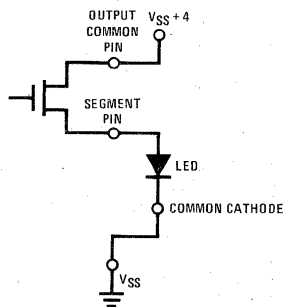 OUTPUT
COMMON
PIN
VSS + 4
SEGMENT
PIN
LED
COMMON CATHODE
VSS